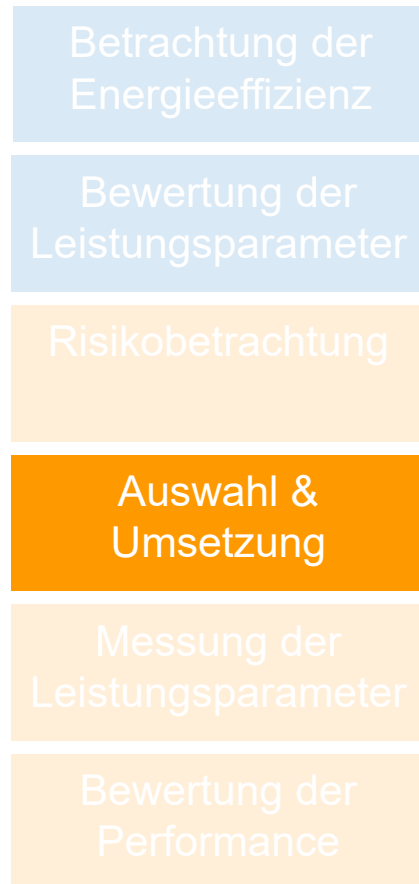 Betrachtung der
Energieeffizienz
Bewertung der
Leistungsparameter
Risikobetrachtung
Auswahl &
Umsetzung
Messung der
Leistungsparameter
Bewertung der
Performance